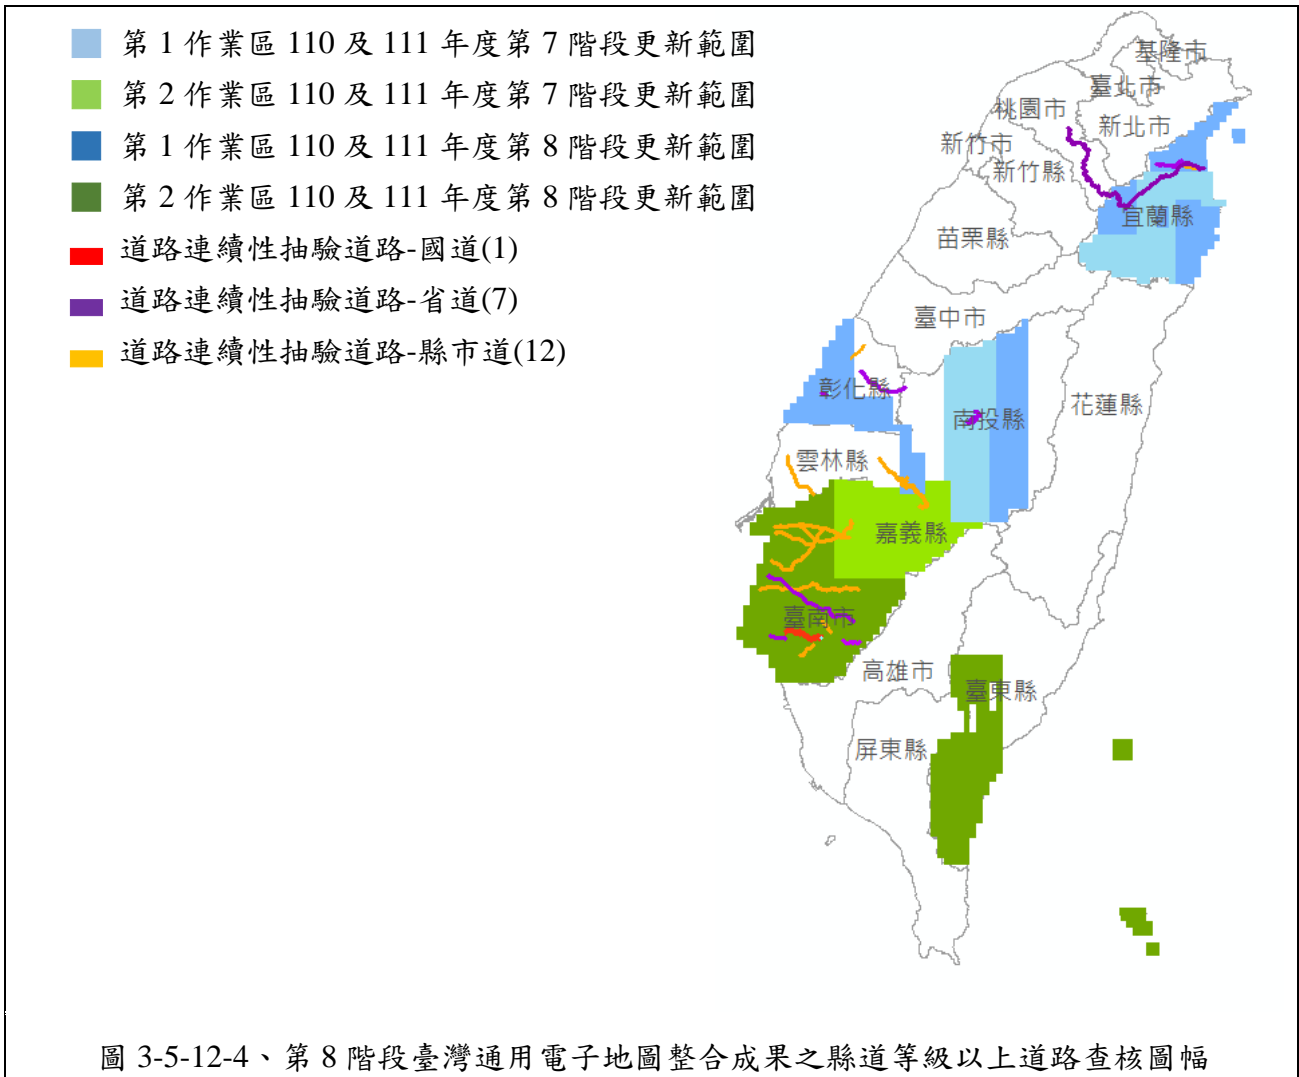 第 1 作業區 110 及 111 年度第 7 階段更新範圍
第 2 作業區 110 及 111 年度第 7 階段更新範圍
第 1 作業區 110 及 111 年度第 8 階段更新範圍
第 2 作業區 110 及 111 年度第 8 階段更新範圍
道路連續性抽驗道路-國道(1)
道路連續性抽驗道路-省道(7)
道路連續性抽驗道路-縣市道(12)
基隆市
臺北市
桃園市
新北市
新竹市
新竹縣
宜蘭縣
苗栗縣
臺中市
彰化縣
南投縣
花蓮縣
雲林縣
嘉義縣
臺南市
高雄市
臺東縣
屏東縣
圖 3-5-12-4、第 8 階段臺灣通用電子地圖整合成果之縣道等級以上道路查核圖幅